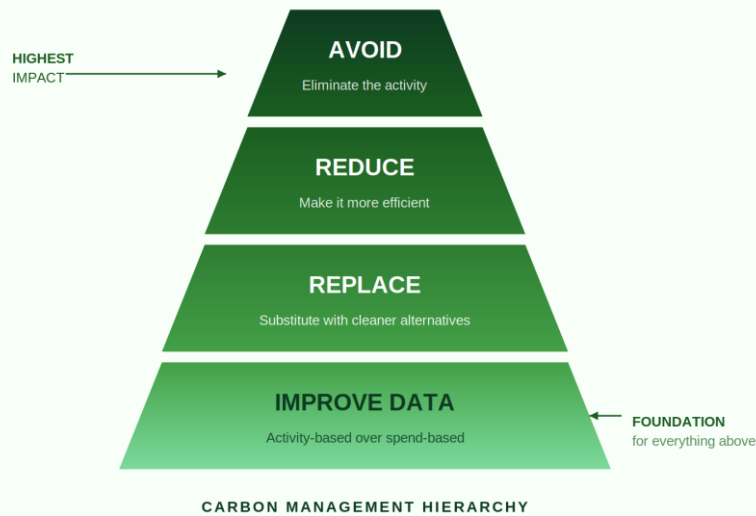 AVOID
HIGHEST
IMPACT
Eliminate the activity
REDUCE
Make it more efficient
REPLACE
Substitute with cleaner alternatives
IMPROVE DATA
Activity-based over spend-based
FOUNDATION
for everything above
CARBON MANAGEMENT HIERARCHY